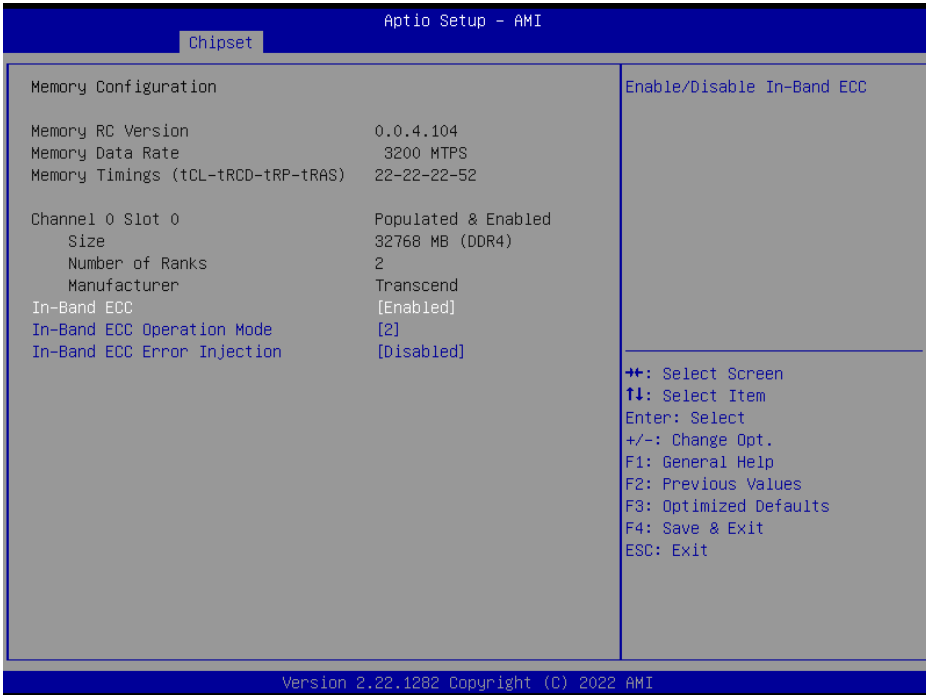 Aptio Setup - AMI
Chipset
Memory Configuration
Memory RC Version 0.0.4.104
Memory Data Rate 3200 MTPS
Memory Timings (tCL-tRCD-tRP-tRAS) 22-22-22-52
Channel 0 Slot 0 Populated & Enabled
Size 32768 MB (DDR4)
Number of Ranks 2
Manufacturer Transcend
In-Band ECC [Enabled]
In-Band ECC Operation Mode [2]
In-Band ECC Error Injection [Disabled]
Enable/Disable In-Band ECC
→←: Select Screen
↑↓: Select Item
Enter: Select
+/-: Change Opt.
F1: General Help
F2: Previous Values
F3: Optimized Defaults
F4: Save & Exit
ESC: Exit
Version 2.22.1282 Copyright (C) 2022 AMI